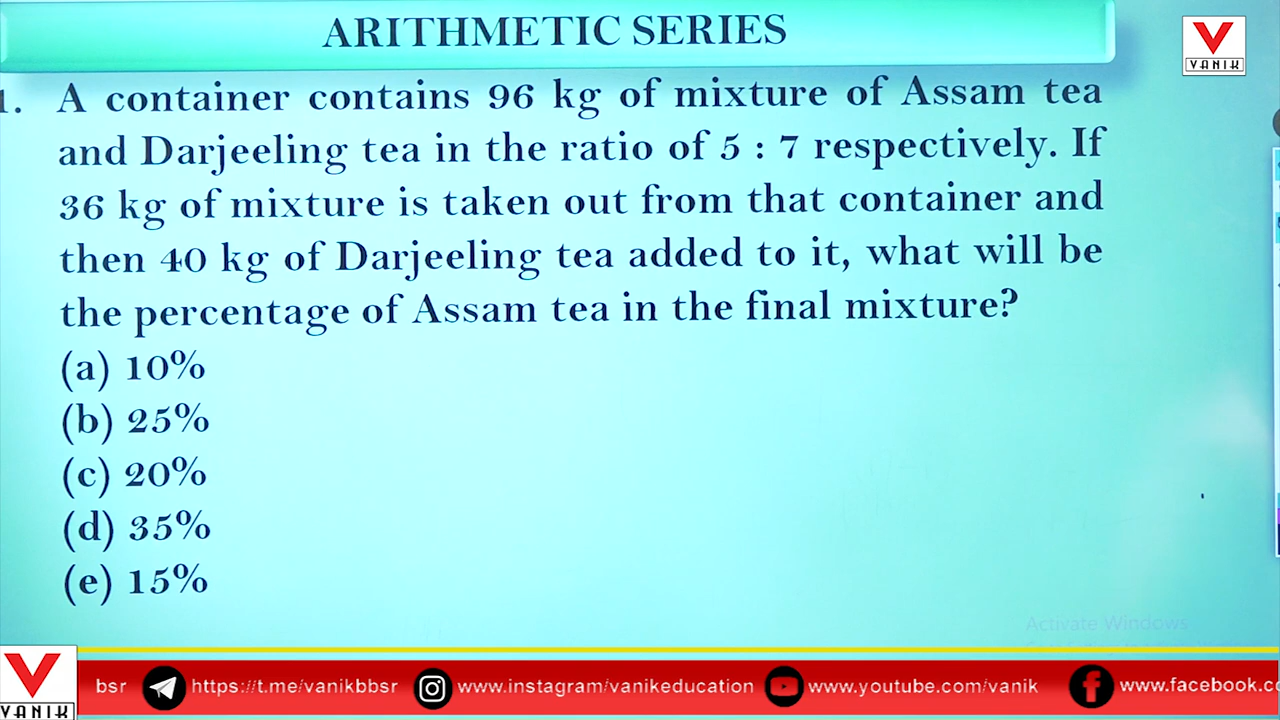 ARITHMETIC SERIES
VANIK
1. A container contains 96 kg of mixture of Assam tea
and Darjeeling tea in the ratio of 5 : 7 respectively. If
36 kg of mixture is taken out from that container and
then 40 kg of Darjeeling tea added to it, what will be
the percentage of Assam tea in the final mixture?
(a) 10%
(b) 25%
(c) 20%
(d) 35%
(e) 15%
Activate Windows
VANIK
bsr https://t.me/vanikbbsr www.instagram/vanikeducation www.youtube.com/vanik www.facebook.c